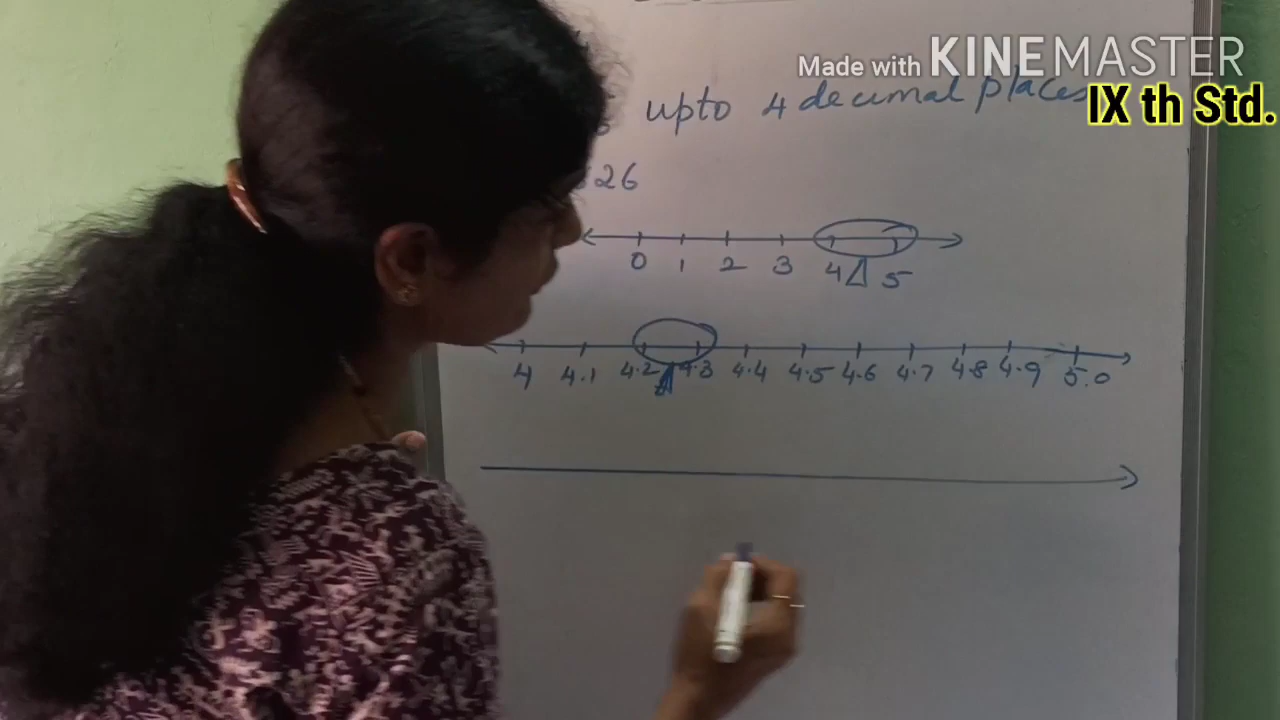 Made with KINEMASTER
IX th Std.
upto 4 decimal places
26
0 1 2 3 4 5
4 4.1 4.2 4.3 4.4 4.5 4.6 4.7 4.8 4.9 5.0